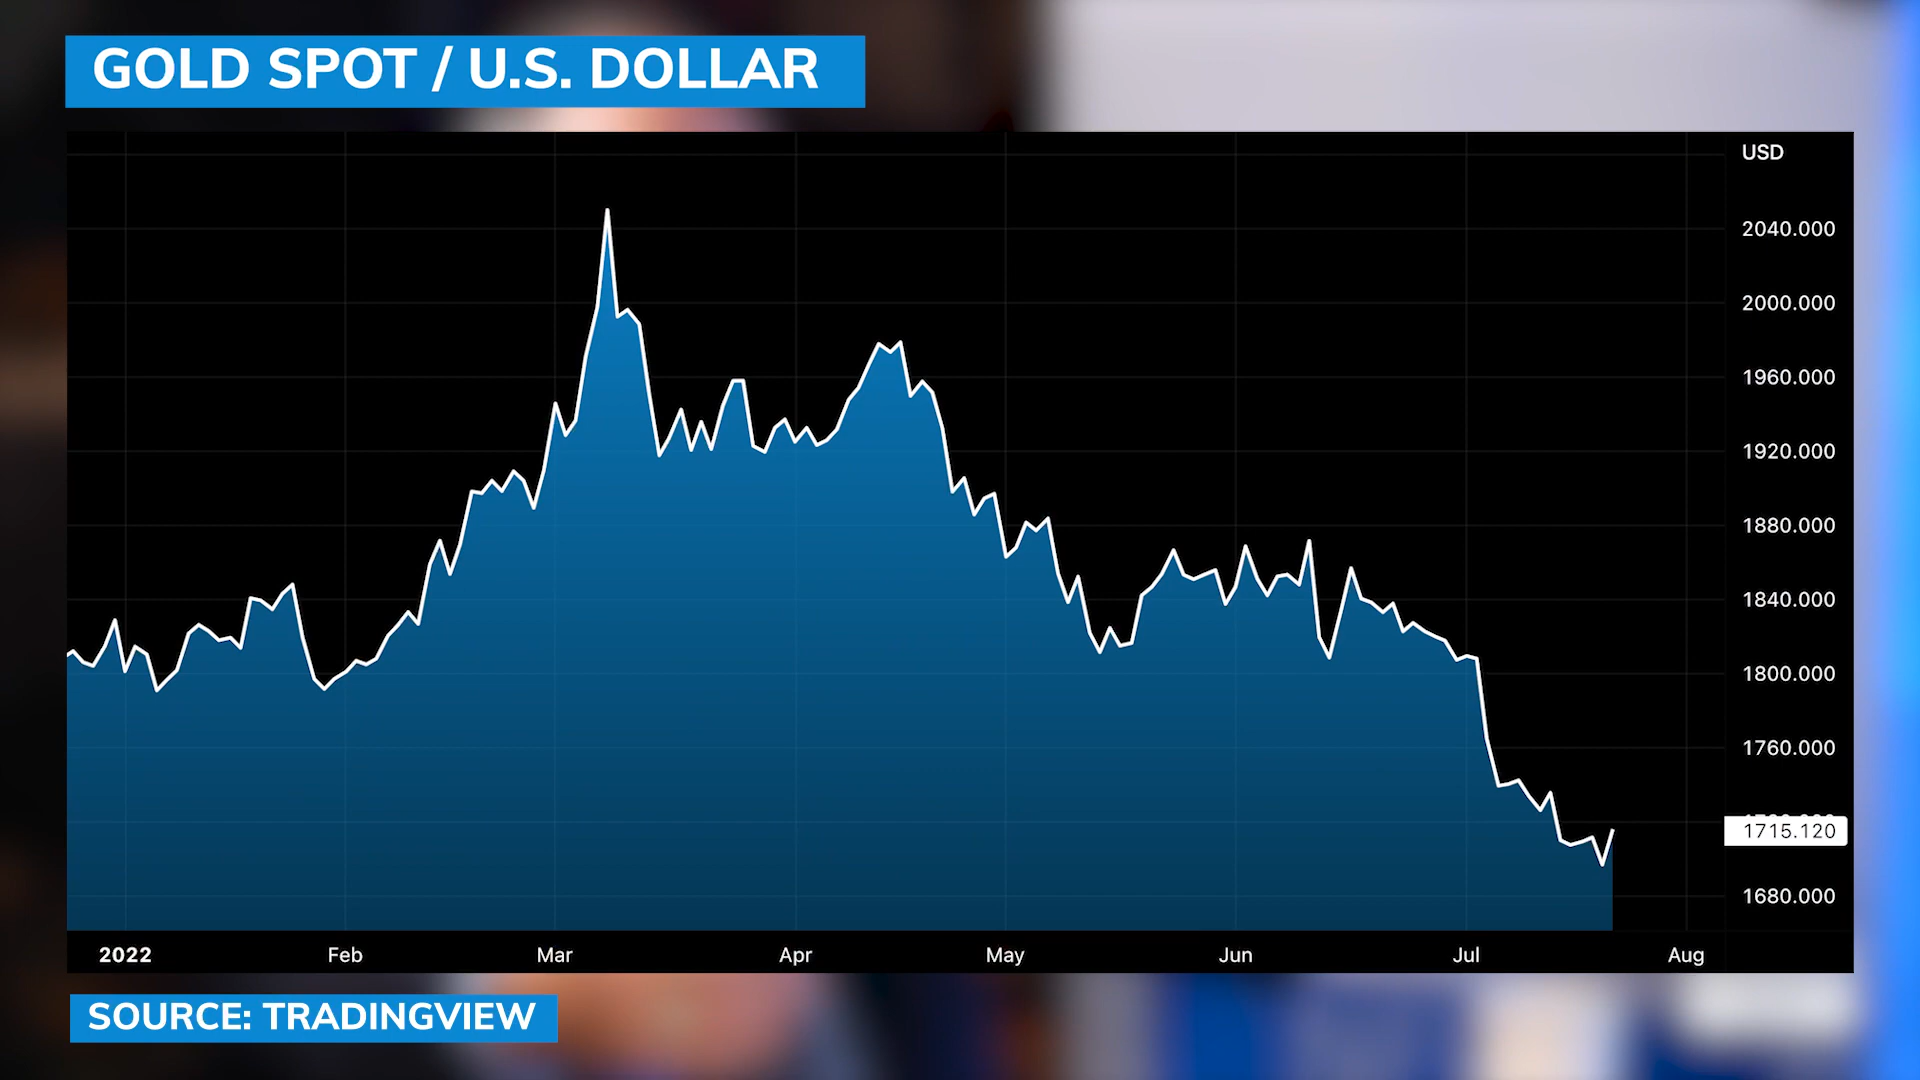 GOLD SPOT / U.S. DOLLAR
USD
2040.000
2000.000
1960.000
1920.000
1880.000
1840.000
1800.000
1760.000
1715.120
1680.000
2022 Feb Mar Apr May Jun Jul Aug
SOURCE: TRADINGVIEW